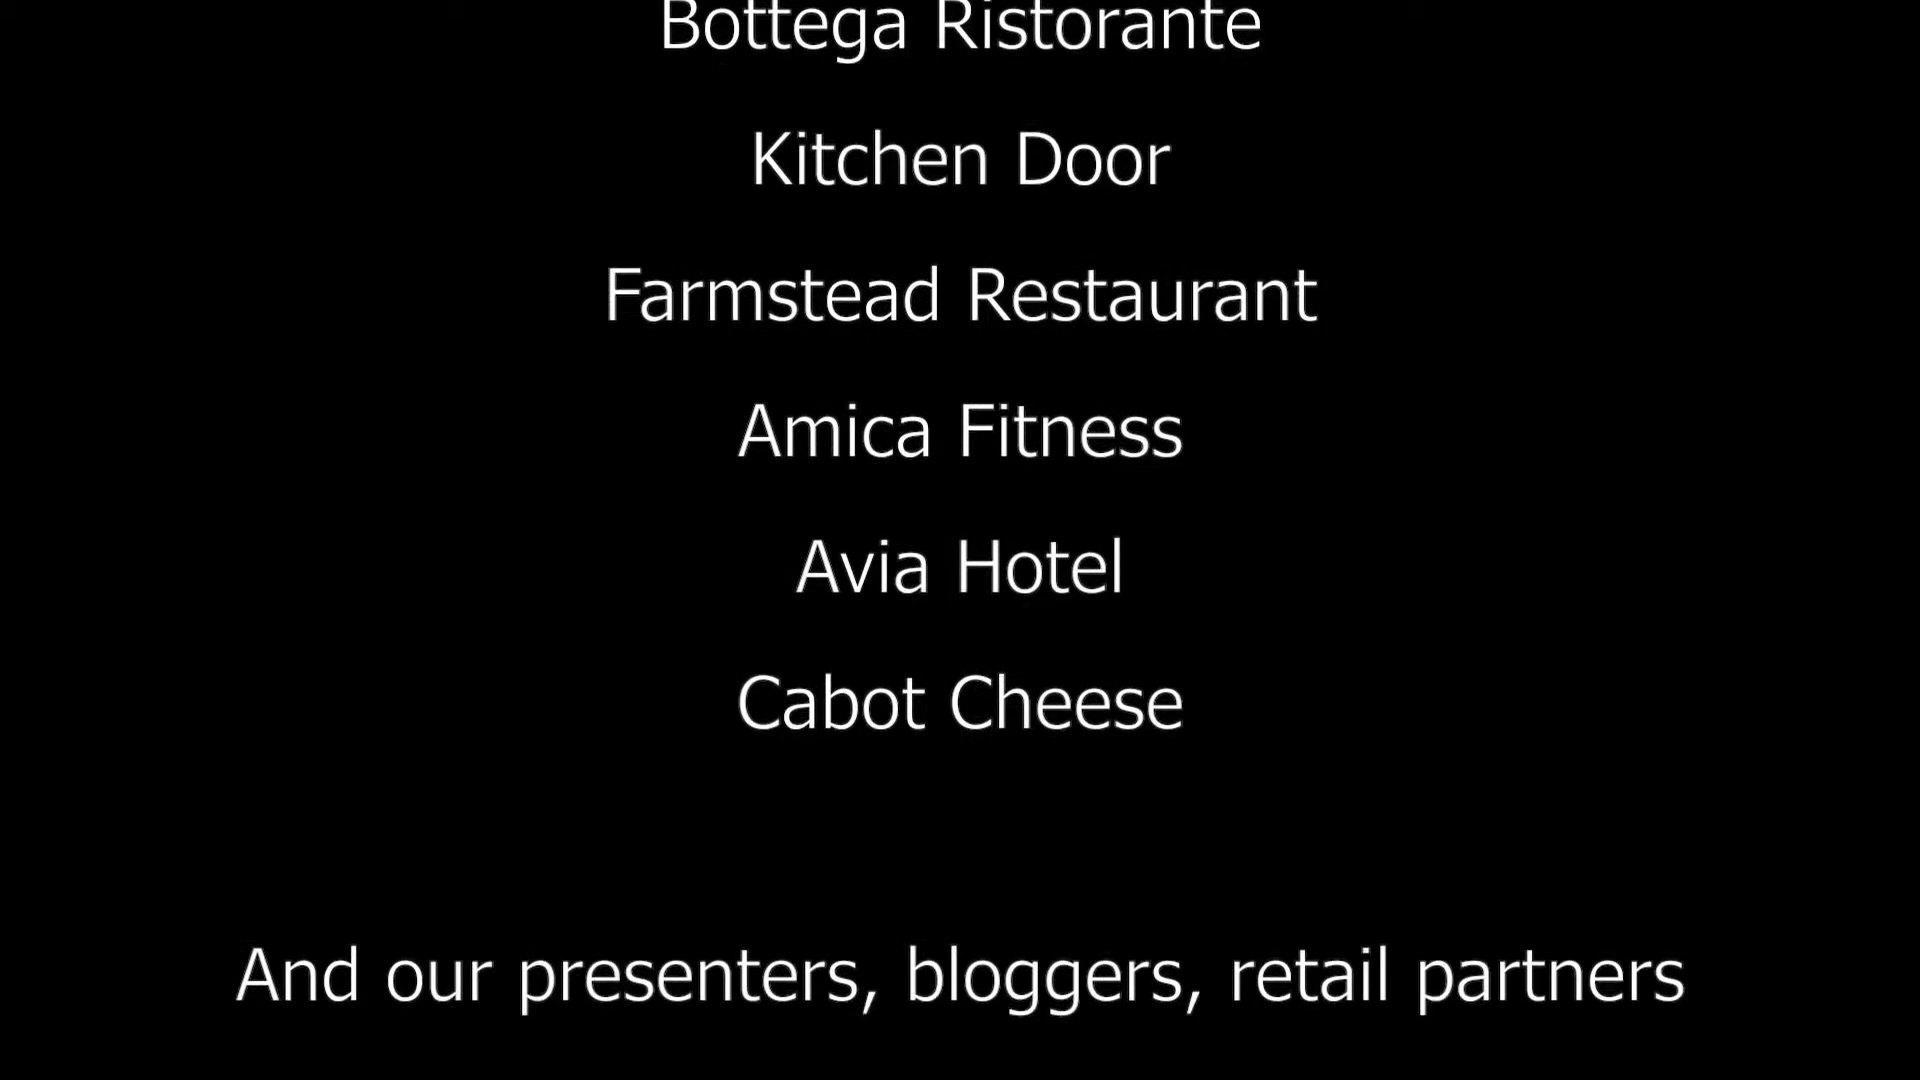 Bottega Ristorante
Kitchen Door
Farmstead Restaurant
Amica Fitness
Avia Hotel
Cabot Cheese
And our presenters, bloggers, retail partners